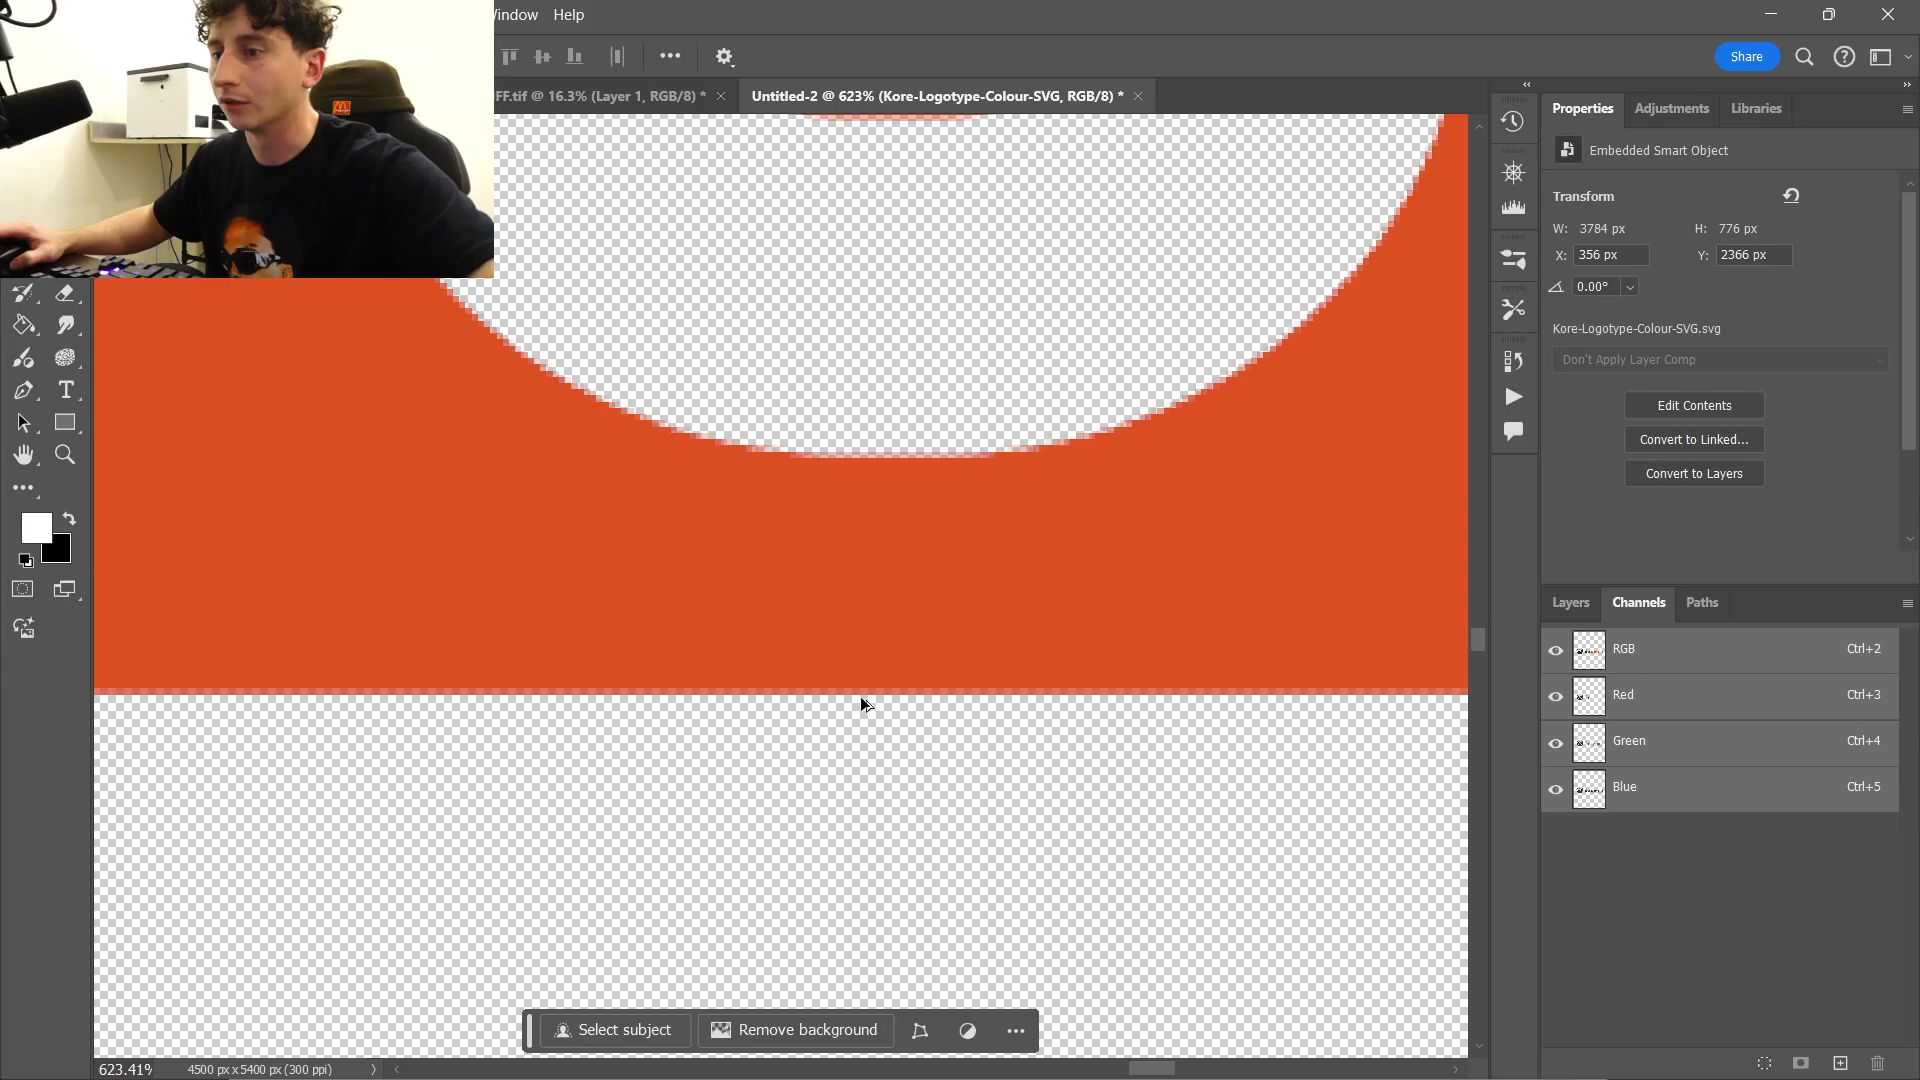 Window Help
Share
FF.tif @ 16.3% (Layer 1, RGB/8) *
Untitled-2 @ 623% (Kore-Logotype-Colour-SVG, RGB/8) *
Properties Adjustments Libraries
Embedded Smart Object
Transform
W: 3784 px H: 776 px
X: 356 px Y: 2366 px
0.00°
Kore-Logotype-Colour-SVG.svg
Don't Apply Layer Comp
Edit Contents
Convert to Linked...
Convert to Layers
Layers Channels Paths
RGB Ctrl+2
Red Ctrl+3
Green Ctrl+4
Blue Ctrl+5
Select subject Remove background
623.41% 4500 px x 5400 px (300 ppi)